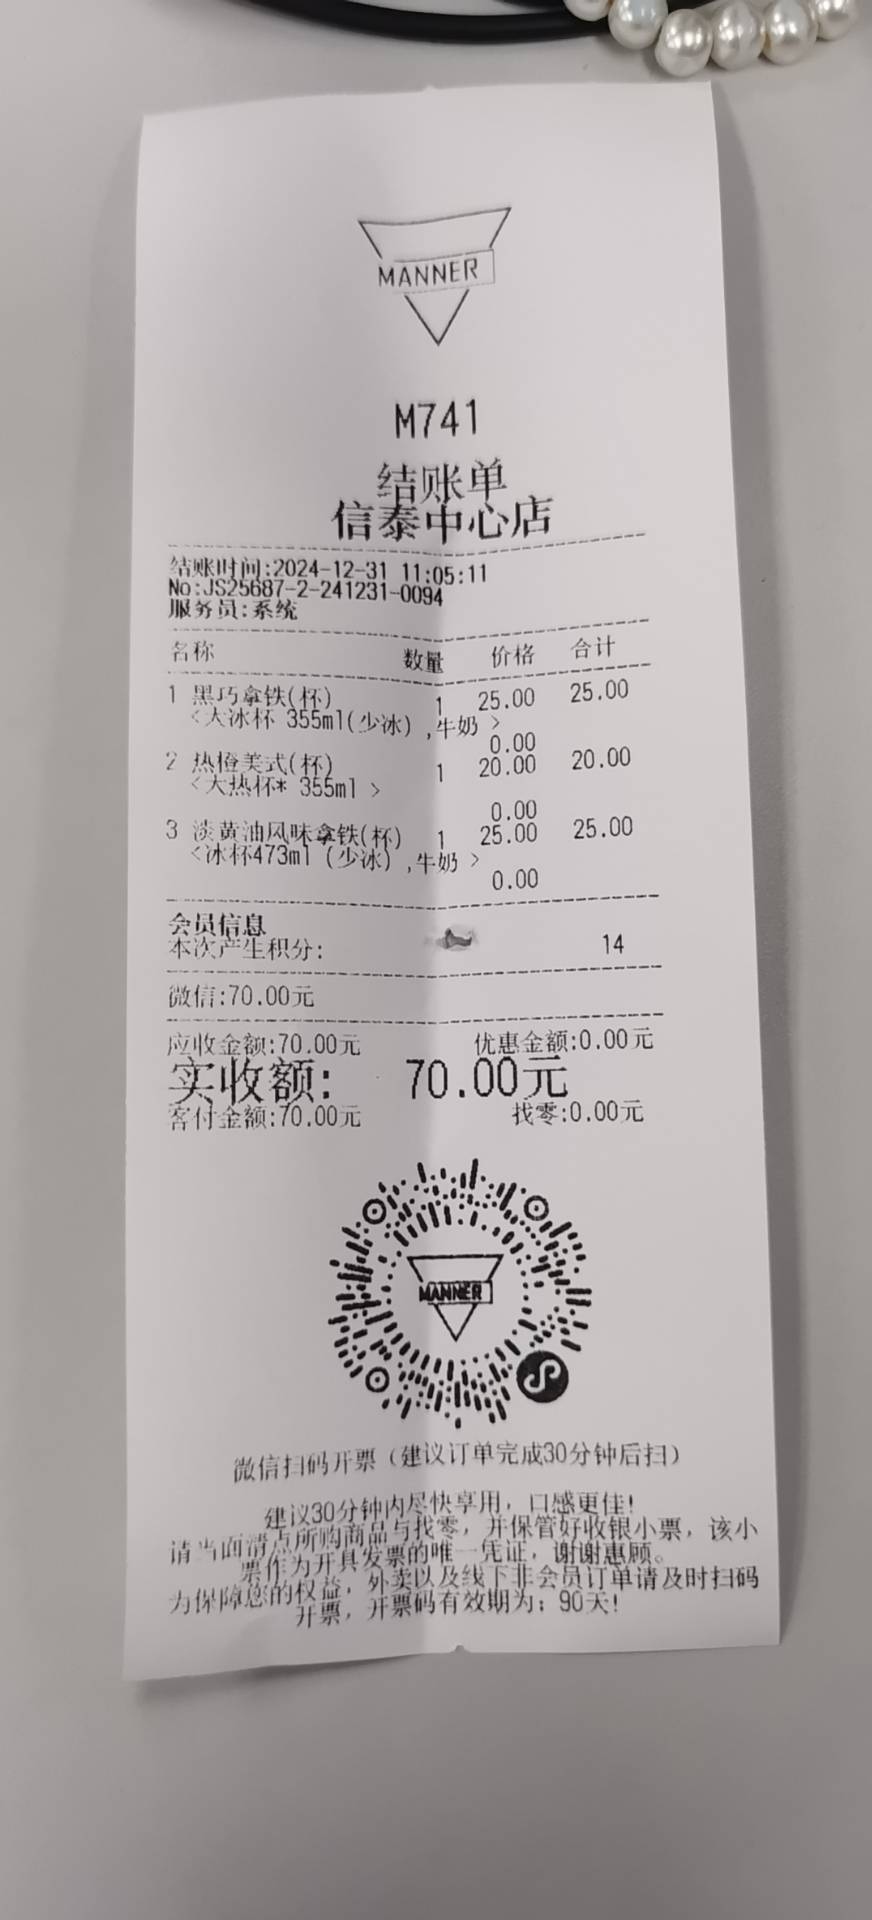 MANNER
M741
结账单
信泰中心店
结账时间:2024-12-31 11:05:11
No:JS25687-2-241231-0094
服务员:系统
名称 数量 价格 合计
1 黑巧拿铁(杯) 1 25.00 25.00
<大冰杯 355ml(少冰),牛奶 >
0.00
2 热橙美式(杯) 1 20.00 20.00
<大热杯* 355ml >
0.00
3 淡黄油风味拿铁(杯) 1 25.00 25.00
<冰杯473ml (少冰),牛奶 >
0.00
会员信息
本次产生积分: 14
微信:70.00元
应收金额:70.00元 优惠金额:0.00元
实收额: 70.00元
客付金额:70.00元 找零:0.00元
MANNER
微信扫码开票(建议订单完成30分钟后扫)
建议30分钟内尽快享用，口感更佳!
请当面清点所购商品与找零，并保管好收银小票，该小
票作为开具发票的唯一凭证，谢谢惠顾。
为保障您的权益，外卖以及线下非会员订单请及时扫码
开票，开票码有效期为：90天!